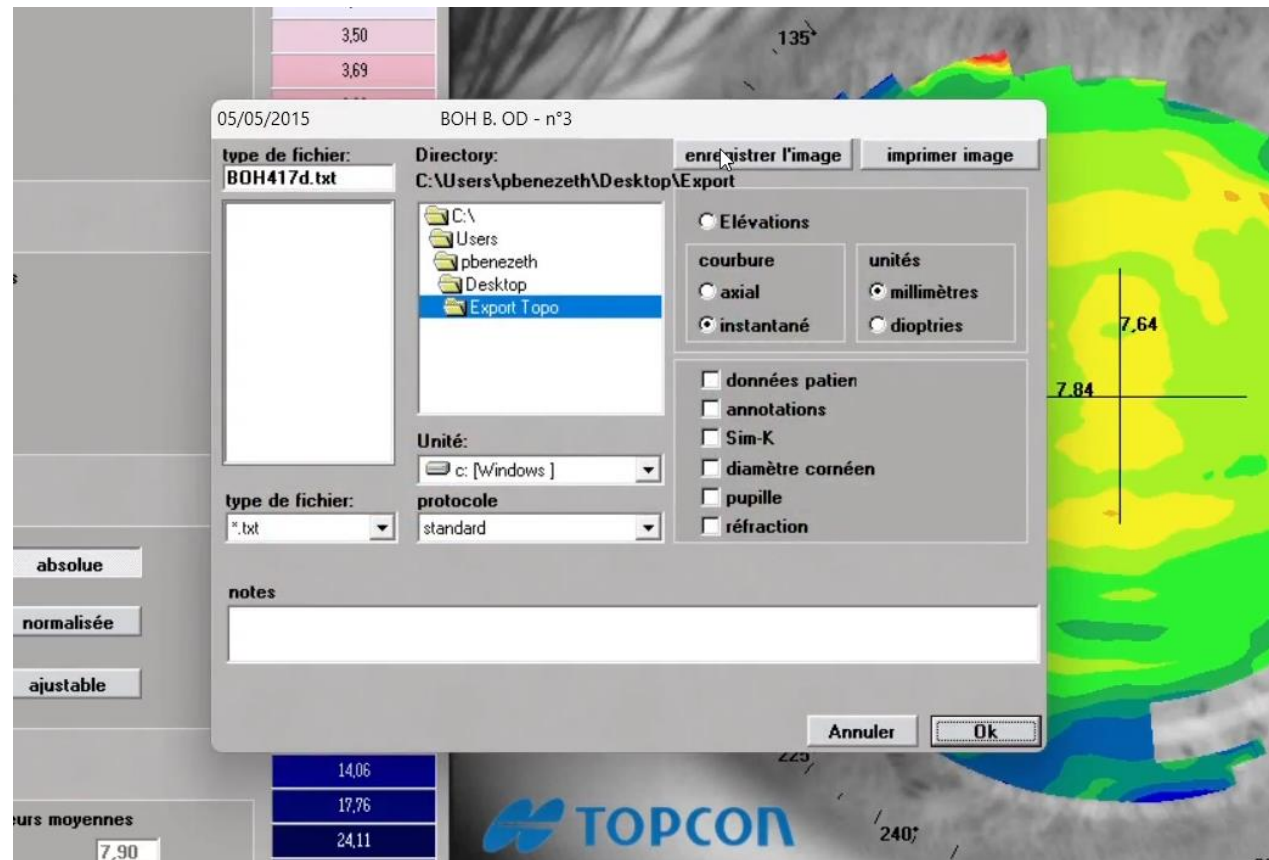 3,50
135°
3,69
05/05/2015 BOH B. OD - n°3
type de fichier: Directory: enregistrer l'image imprimer image
BOH417d.txt C:\Users\pbenezeth\Desktop\Export
C:\
Users
pbenezeth
Desktop
Export Topo
Elévations
courbure unités
axial millimètres
instantané dioptries
7,64
7.84
données patien
annotations
Sim-K
diamètre cornéen
pupille
réfraction
Unité:
c: [Windows ]
type de fichier: protocole
*.txt standard
absolue
notes
normalisée
ajustable
Annuler Ok
14,06
17,76
24,11
eurs moyennes
7,90
TOPCON
240°